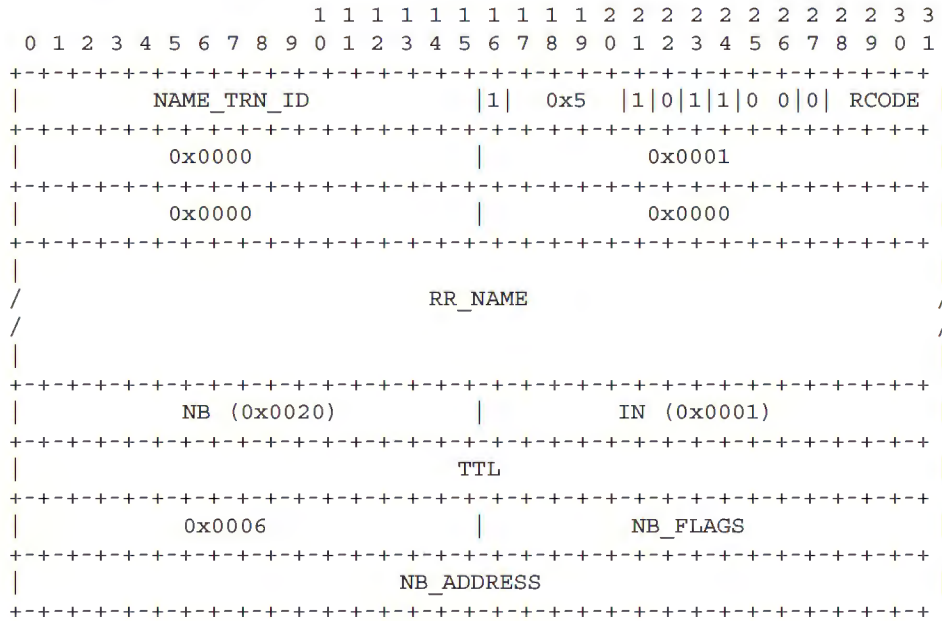 1 1 1 1 1 1 1 1 1 1 2 2 2 2 2 2 2 2 2 2 3 3
 0 1 2 3 4 5 6 7 8 9 0 1 2 3 4 5 6 7 8 9 0 1 2 3 4 5 6 7 8 9 0 1
+-+-+-+-+-+-+-+-+-+-+-+-+-+-+-+-+-+-+-+-+-+-+-+-+-+-+-+-+-+-+-+-+
|         NAME_TRN_ID           |1|  0x5  |1|0|1|1|0 0|0| RCODE
+-+-+-+-+-+-+-+-+-+-+-+-+-+-+-+-+-+-+-+-+-+-+-+-+-+-+-+-+-+-+-+-+
|          0x0000               |           0x0001
+-+-+-+-+-+-+-+-+-+-+-+-+-+-+-+-+-+-+-+-+-+-+-+-+-+-+-+-+-+-+-+-+
|          0x0000               |           0x0000
+-+-+-+-+-+-+-+-+-+-+-+-+-+-+-+-+-+-+-+-+-+-+-+-+-+-+-+-+-+-+-+-+
|
/                            RR_NAME                            /
/                                                               /
|
+-+-+-+-+-+-+-+-+-+-+-+-+-+-+-+-+-+-+-+-+-+-+-+-+-+-+-+-+-+-+-+-+
|           NB (0x0020)         |         IN (0x0001)
+-+-+-+-+-+-+-+-+-+-+-+-+-+-+-+-+-+-+-+-+-+-+-+-+-+-+-+-+-+-+-+-+
|                              TTL
+-+-+-+-+-+-+-+-+-+-+-+-+-+-+-+-+-+-+-+-+-+-+-+-+-+-+-+-+-+-+-+-+
|           0x0006              |          NB_FLAGS
+-+-+-+-+-+-+-+-+-+-+-+-+-+-+-+-+-+-+-+-+-+-+-+-+-+-+-+-+-+-+-+-+
|                          NB_ADDRESS
+-+-+-+-+-+-+-+-+-+-+-+-+-+-+-+-+-+-+-+-+-+-+-+-+-+-+-+-+-+-+-+-+